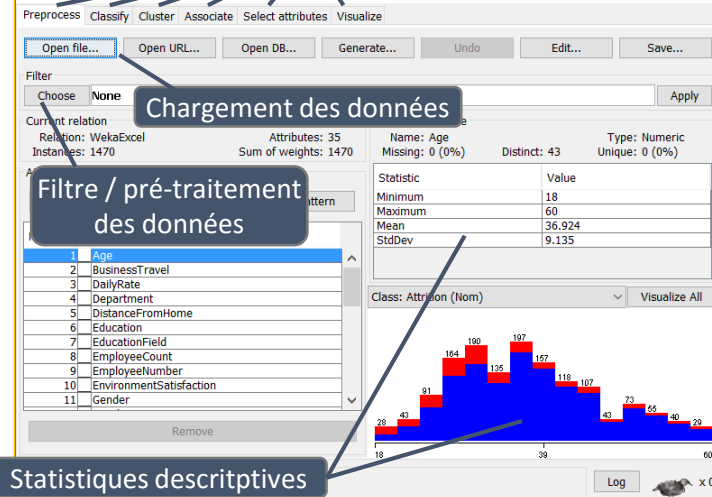 Preprocess Classify Cluster Associate Select attributes Visualize
Open file... Open URL... Open DB... Generate... Undo Edit... Save...
Filter
Choose None Apply
Chargement des données
Current relation
Relation: WekaExcel Attributes: 35
Instances: 1470 Sum of weights: 1470
Name: Age Type: Numeric
Missing: 0 (0%) Distinct: 43 Unique: 0 (0%)
Filtre / pré-traitement
des données
Statistic Value
Minimum 18
Maximum 60
Mean 36.924
StdDev 9.135
1 Age
2 BusinessTravel
3 DailyRate
4 Department
5 DistanceFromHome
6 Education
7 EducationField
8 EmployeeCount
9 EmployeeNumber
10 EnvironmentSatisfaction
11 Gender
Remove
Class: Attrition (Nom) Visualize All
28 43 91 164 190 135 197 157 118 107 43 73 55 40 29
18 39 60
Statistiques descritptives
Log x 0